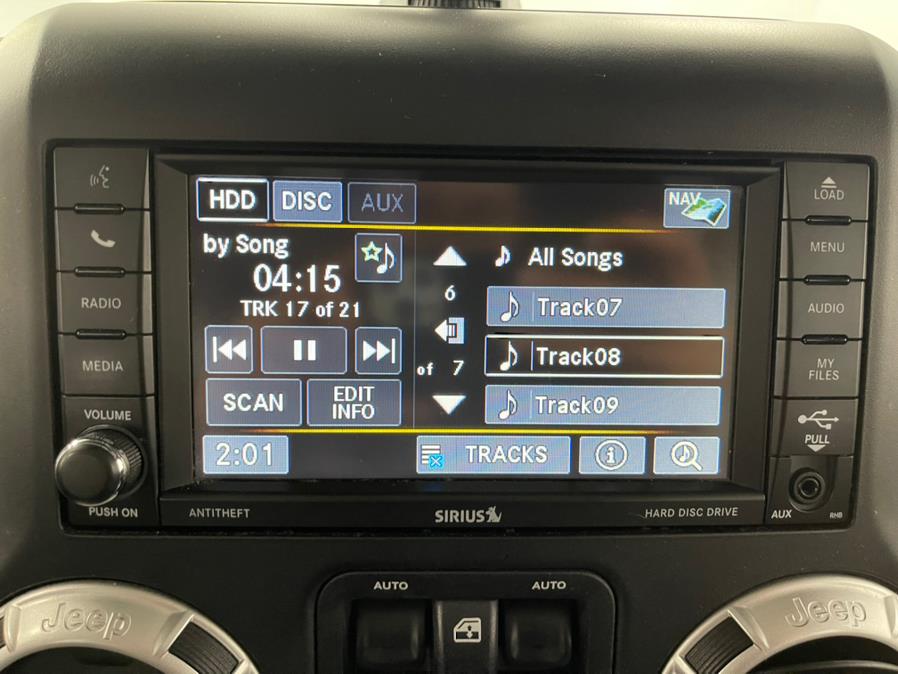 LOAD
HDD DISC AUX NAV
by Song
All Songs
MENU
04:15
6
TRK 17 of 21
Track07
RADIO
AUDIO
Track08
MEDIA
of 7
MY
FILES
SCAN
EDIT
INFO
Track09
VOLUME
PULL
2:01
TRACKS
PUSH ON
ANTITHEFT
SIRIUS
HARD DISC DRIVE
AUX
RHB
AUTO
AUTO
Jeep
Jeep